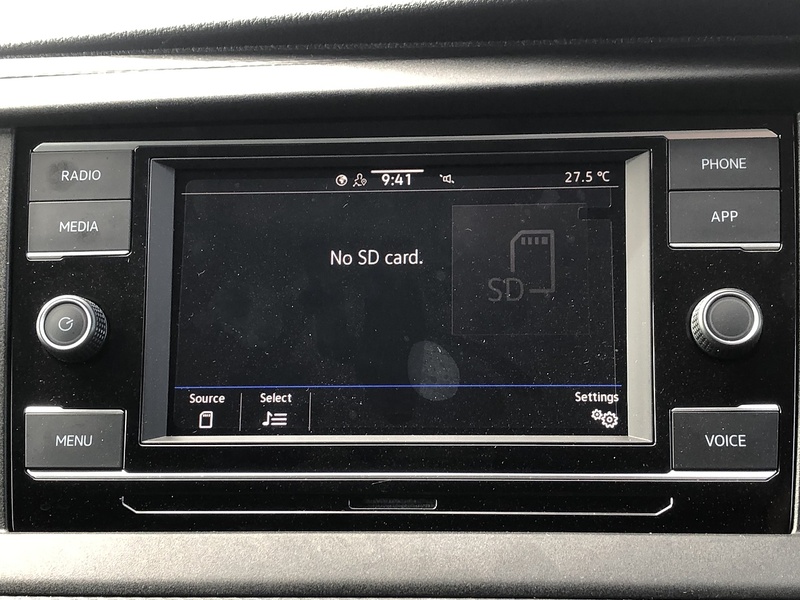 RADIO
MEDIA
MENU
9:41
27.5 °C
No SD card.
SD
Source
Select
Settings
PHONE
APP
VOICE